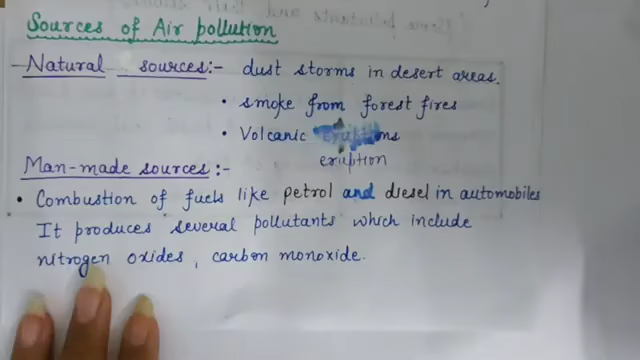 Sources of Air pollution
Natural sources:- dust storms in desert areas.
• smoke from forest fires
• Volcanic eruptions
eruption
Man-made sources:-
• Combustion of fuels like petrol and diesel in automobiles
It produces several pollutants which include
nitrogen oxides, carbon monoxide.